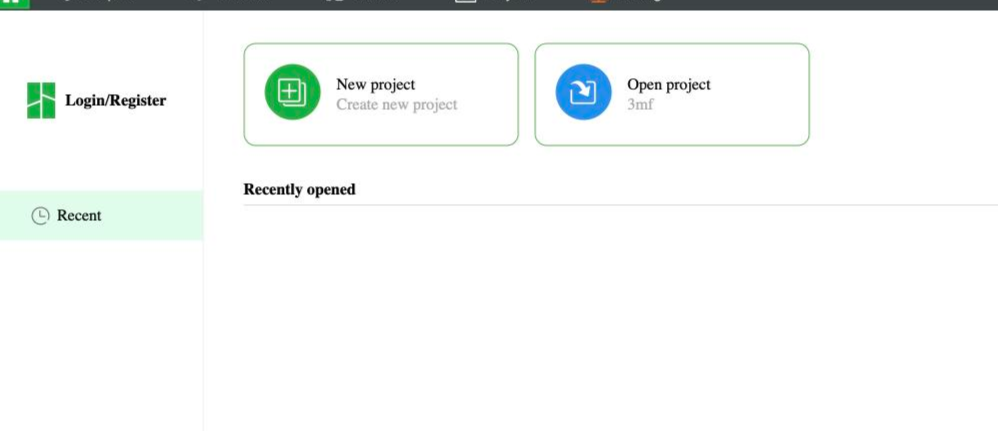 Login/Register
Recent
New project
Create new project
Open project
3mf
Recently opened